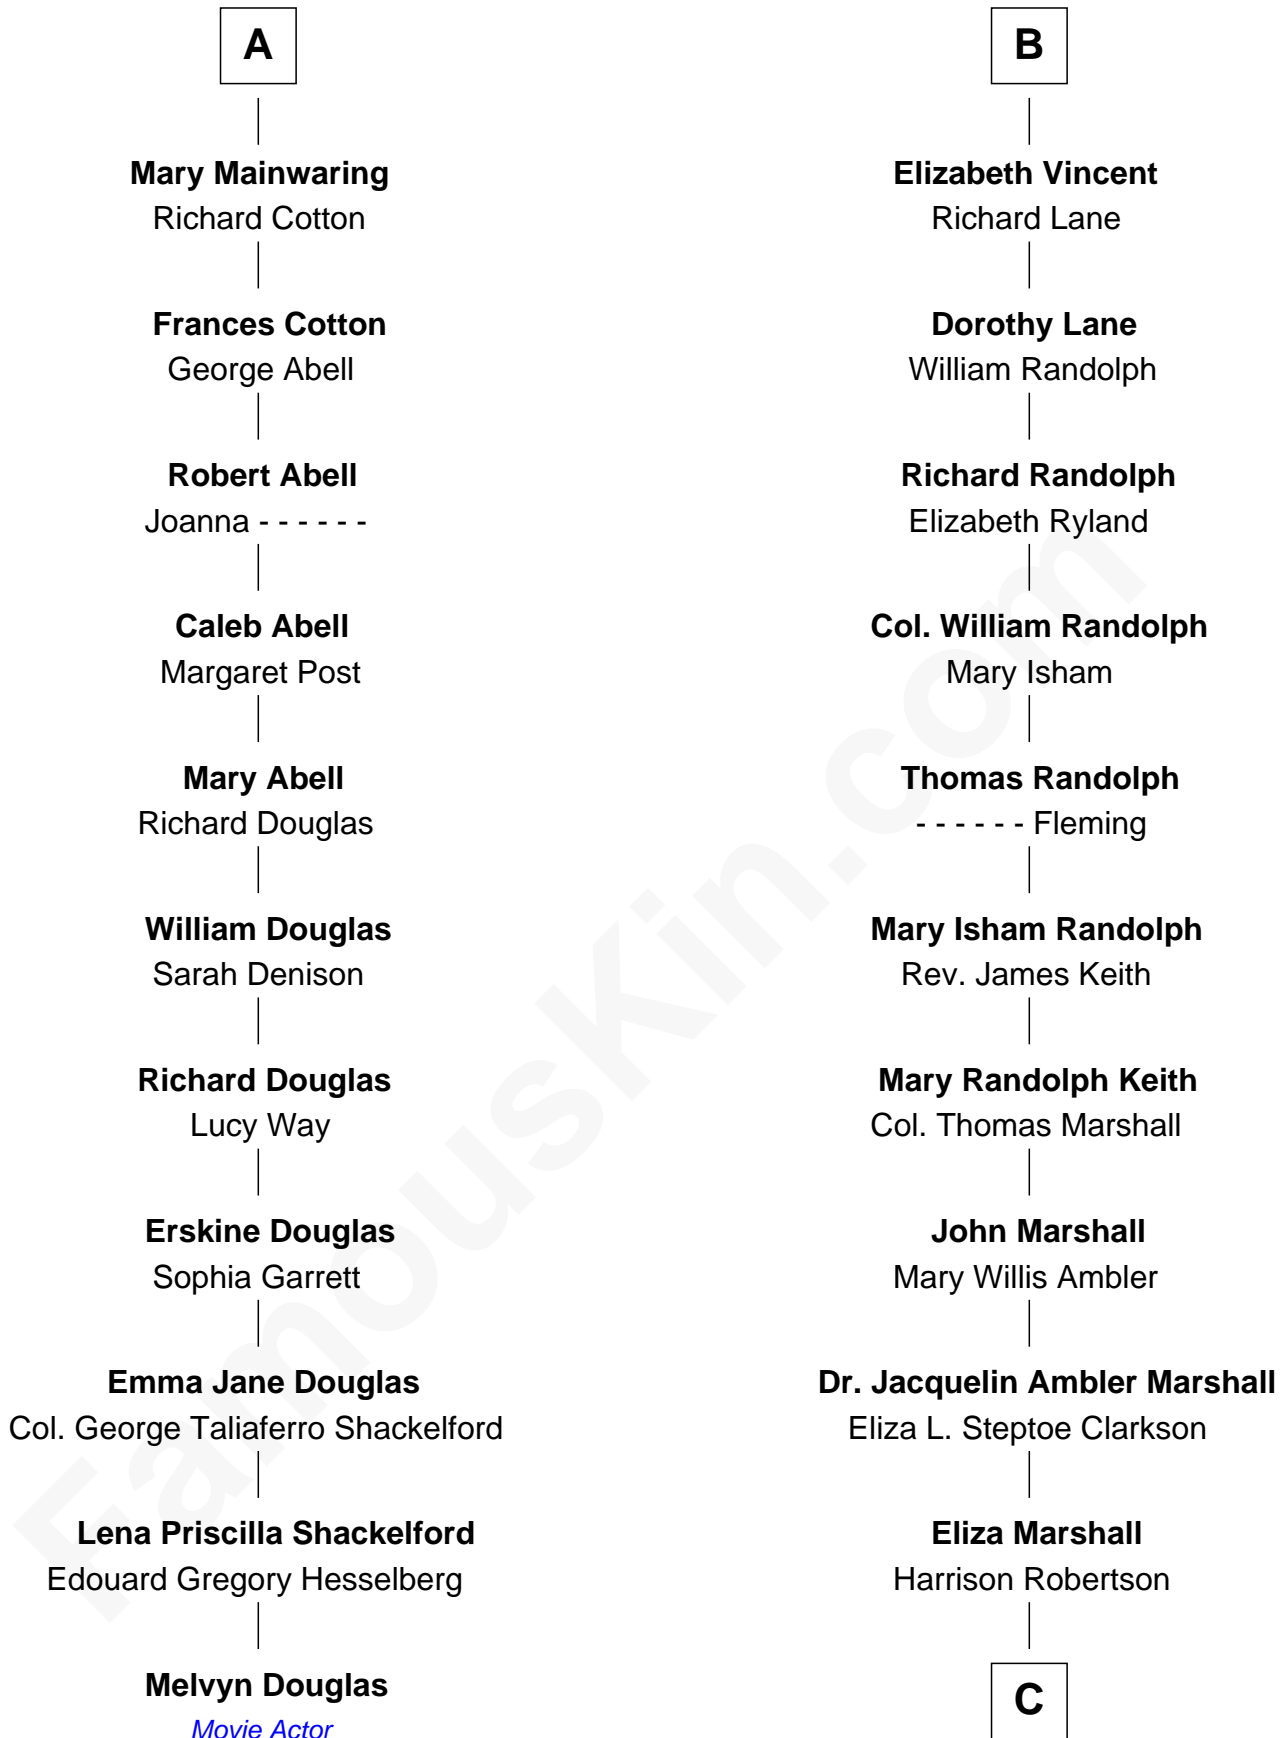 A
Mary Mainwaring
Richard Cotton
Frances Cotton
George Abell
Robert Abell
Joanna - - - - - -
Caleb Abell
Margaret Post
Mary Abell
Richard Douglas
William Douglas
Sarah Denison
Richard Douglas
Lucy Way
Erskine Douglas
Sophia Garrett
Emma Jane Douglas
Col. George Taliaferro Shackelford
Lena Priscilla Shackelford
Edouard Gregory Hesselberg
Melvyn Douglas
Movie Actor
B
Elizabeth Vincent
Richard Lane
Dorothy Lane
William Randolph
Richard Randolph
Elizabeth Ryland
Col. William Randolph
Mary Isham
Thomas Randolph
- - - - - - Fleming
Mary Isham Randolph
Rev. James Keith
Mary Randolph Keith
Col. Thomas Marshall
John Marshall
Mary Willis Ambler
Dr. Jacquelin Ambler Marshall
Eliza L. Steptoe Clarkson
Eliza Marshall
Harrison Robertson
C
FamousKin.com